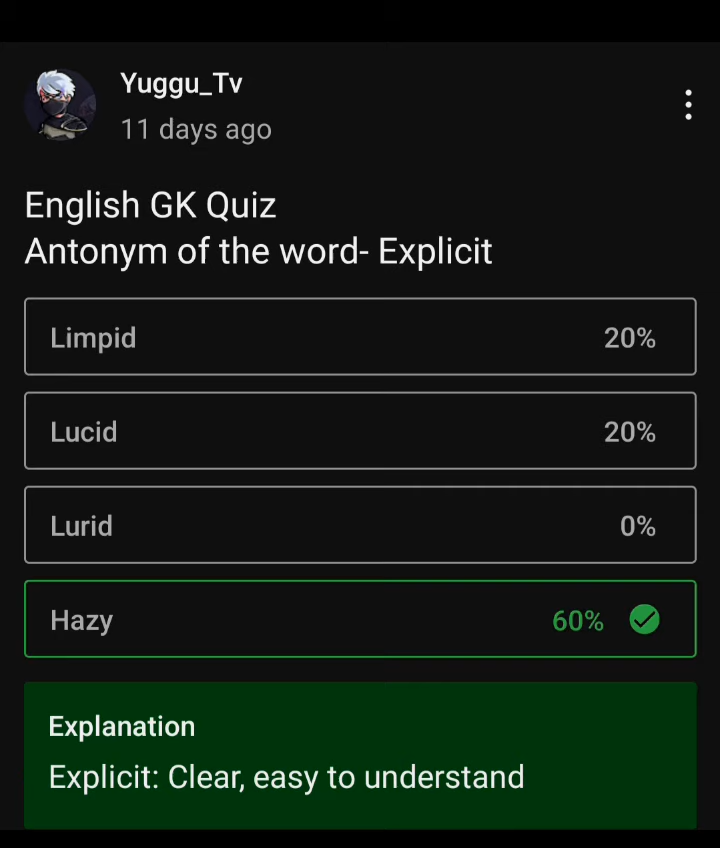 Yuggu_Tv
11 days ago
English GK Quiz
Antonym of the word- Explicit
Limpid 20%
Lucid 20%
Lurid 0%
Hazy 60%
Explanation
Explicit: Clear, easy to understand